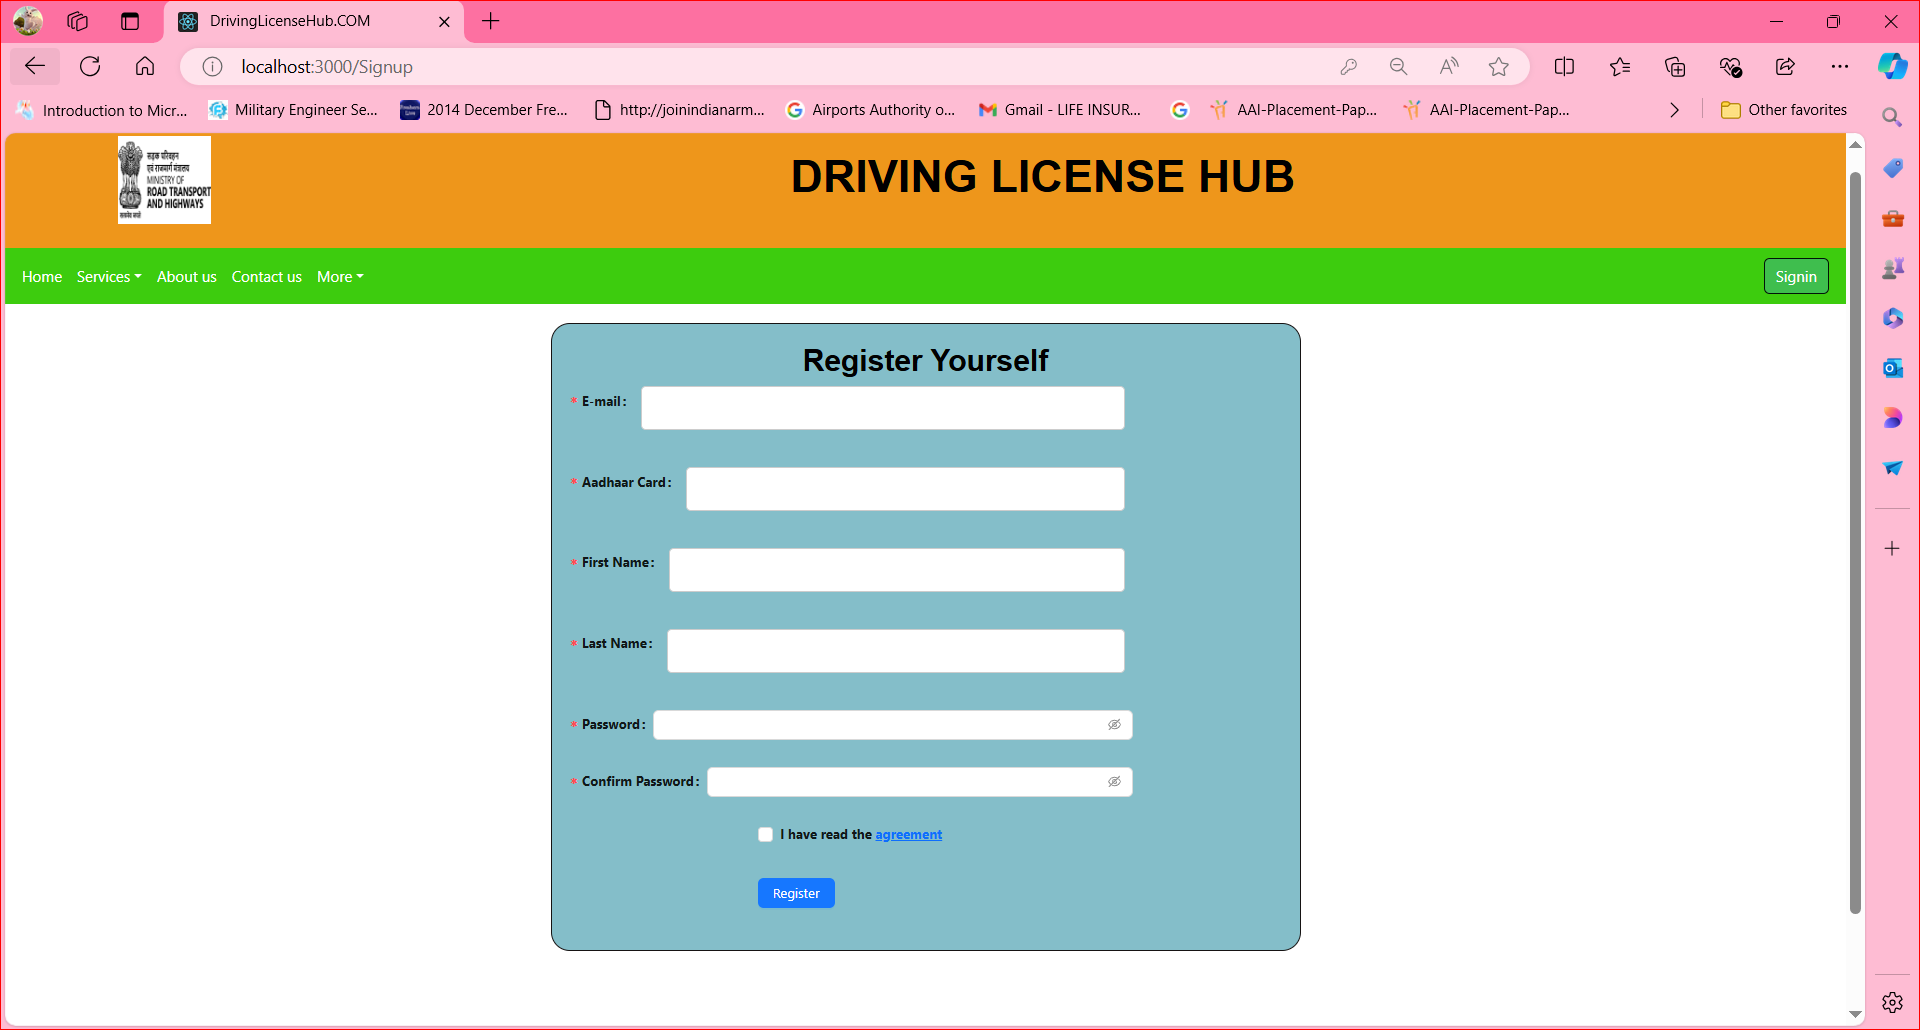 DrivingLicenseHub.COM
localhost:3000/Signup
Introduction to Micr...
Military Engineer Se...
2014 December Fre...
http://joinindianarm...
Airports Authority o...
Gmail - LIFE INSUR...
AAI-Placement-Pap...
AAI-Placement-Pap...
Other favorites
सड़क परिवहन
एवं राजमार्ग मंत्रालय
MINISTRY OF
ROAD TRANSPORT
AND HIGHWAYS
सत्यमेव जयते
DRIVING LICENSE HUB
Home Services About us Contact us More Signin
Register Yourself
* E-mail:
* Aadhaar Card:
* First Name:
* Last Name:
* Password:
* Confirm Password:
I have read the agreement
Register